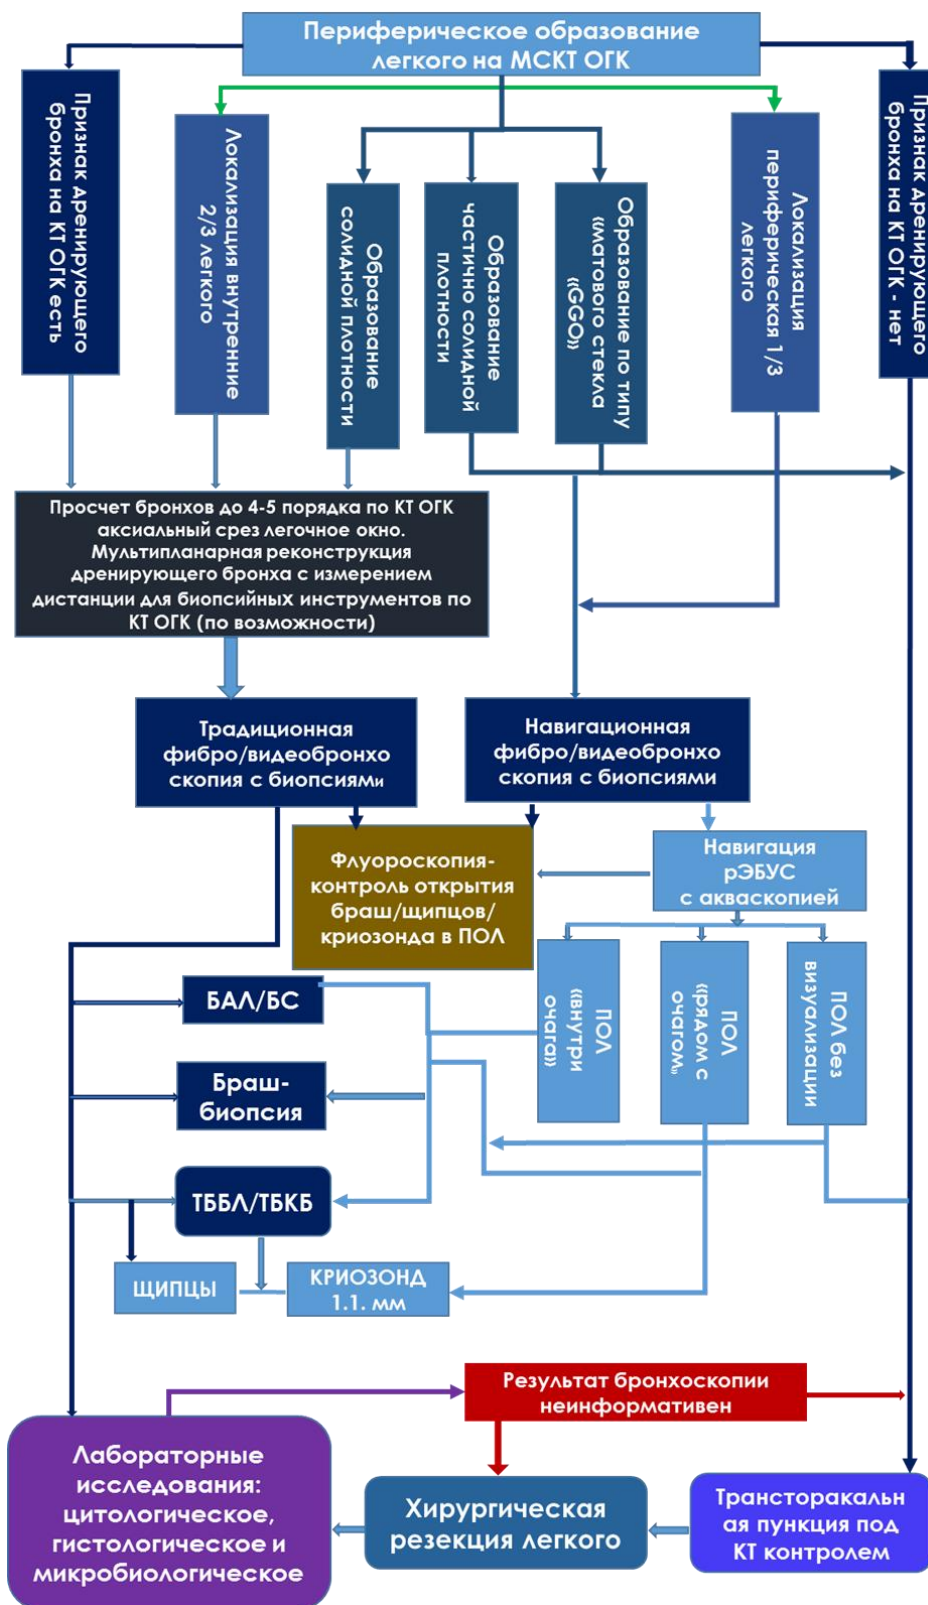 Периферическое образование
легкого на МСКТ ОГК
Признак дренирующего
бронха на КТ ОГК есть
Локализация внутренние
2/3 легкого
Образование
солидной плотности
Образование
частично солидной
плотности
Образование по типу
«матового стекла
«GGO»
Локализация
периферическая 1/3
легкого
Признак дренирующего
бронха на КТ ОГК - нет
Просчет бронхов до 4-5 порядка по КТ ОГК
аксиальный срез легочное окно.
Мультипланарная реконструкция
дренирующего бронха с измерением
дистанции для биопсийных инструментов по
КТ ОГК (по возможности)
Традиционная
фибро/видеобронхо
скопия с биопсиями
Навигационная
фибро/видеобронхо
скопия с биопсиями
Флуороскопия-
контроль открытия
браш/щипцов/
криозонда в ПОЛ
Навигация
рЭБУС
с акваскопией
ПОЛ
«внутри
очага»
ПОЛ
«рядом с
очагом»
ПОЛ без
визуализации
БАЛ/БС
Браш-
биопсия
ТББЛ/ТБКБ
ЩИПЦЫ
КРИОЗОНД
1.1. мм
Результат бронхоскопии
неинформативен
Лабораторные
исследования:
цитологическое,
гистологическое и
микробиологическое
Хирургическая
резекция легкого
Трансторакальн
ая пункция под
КТ контролем